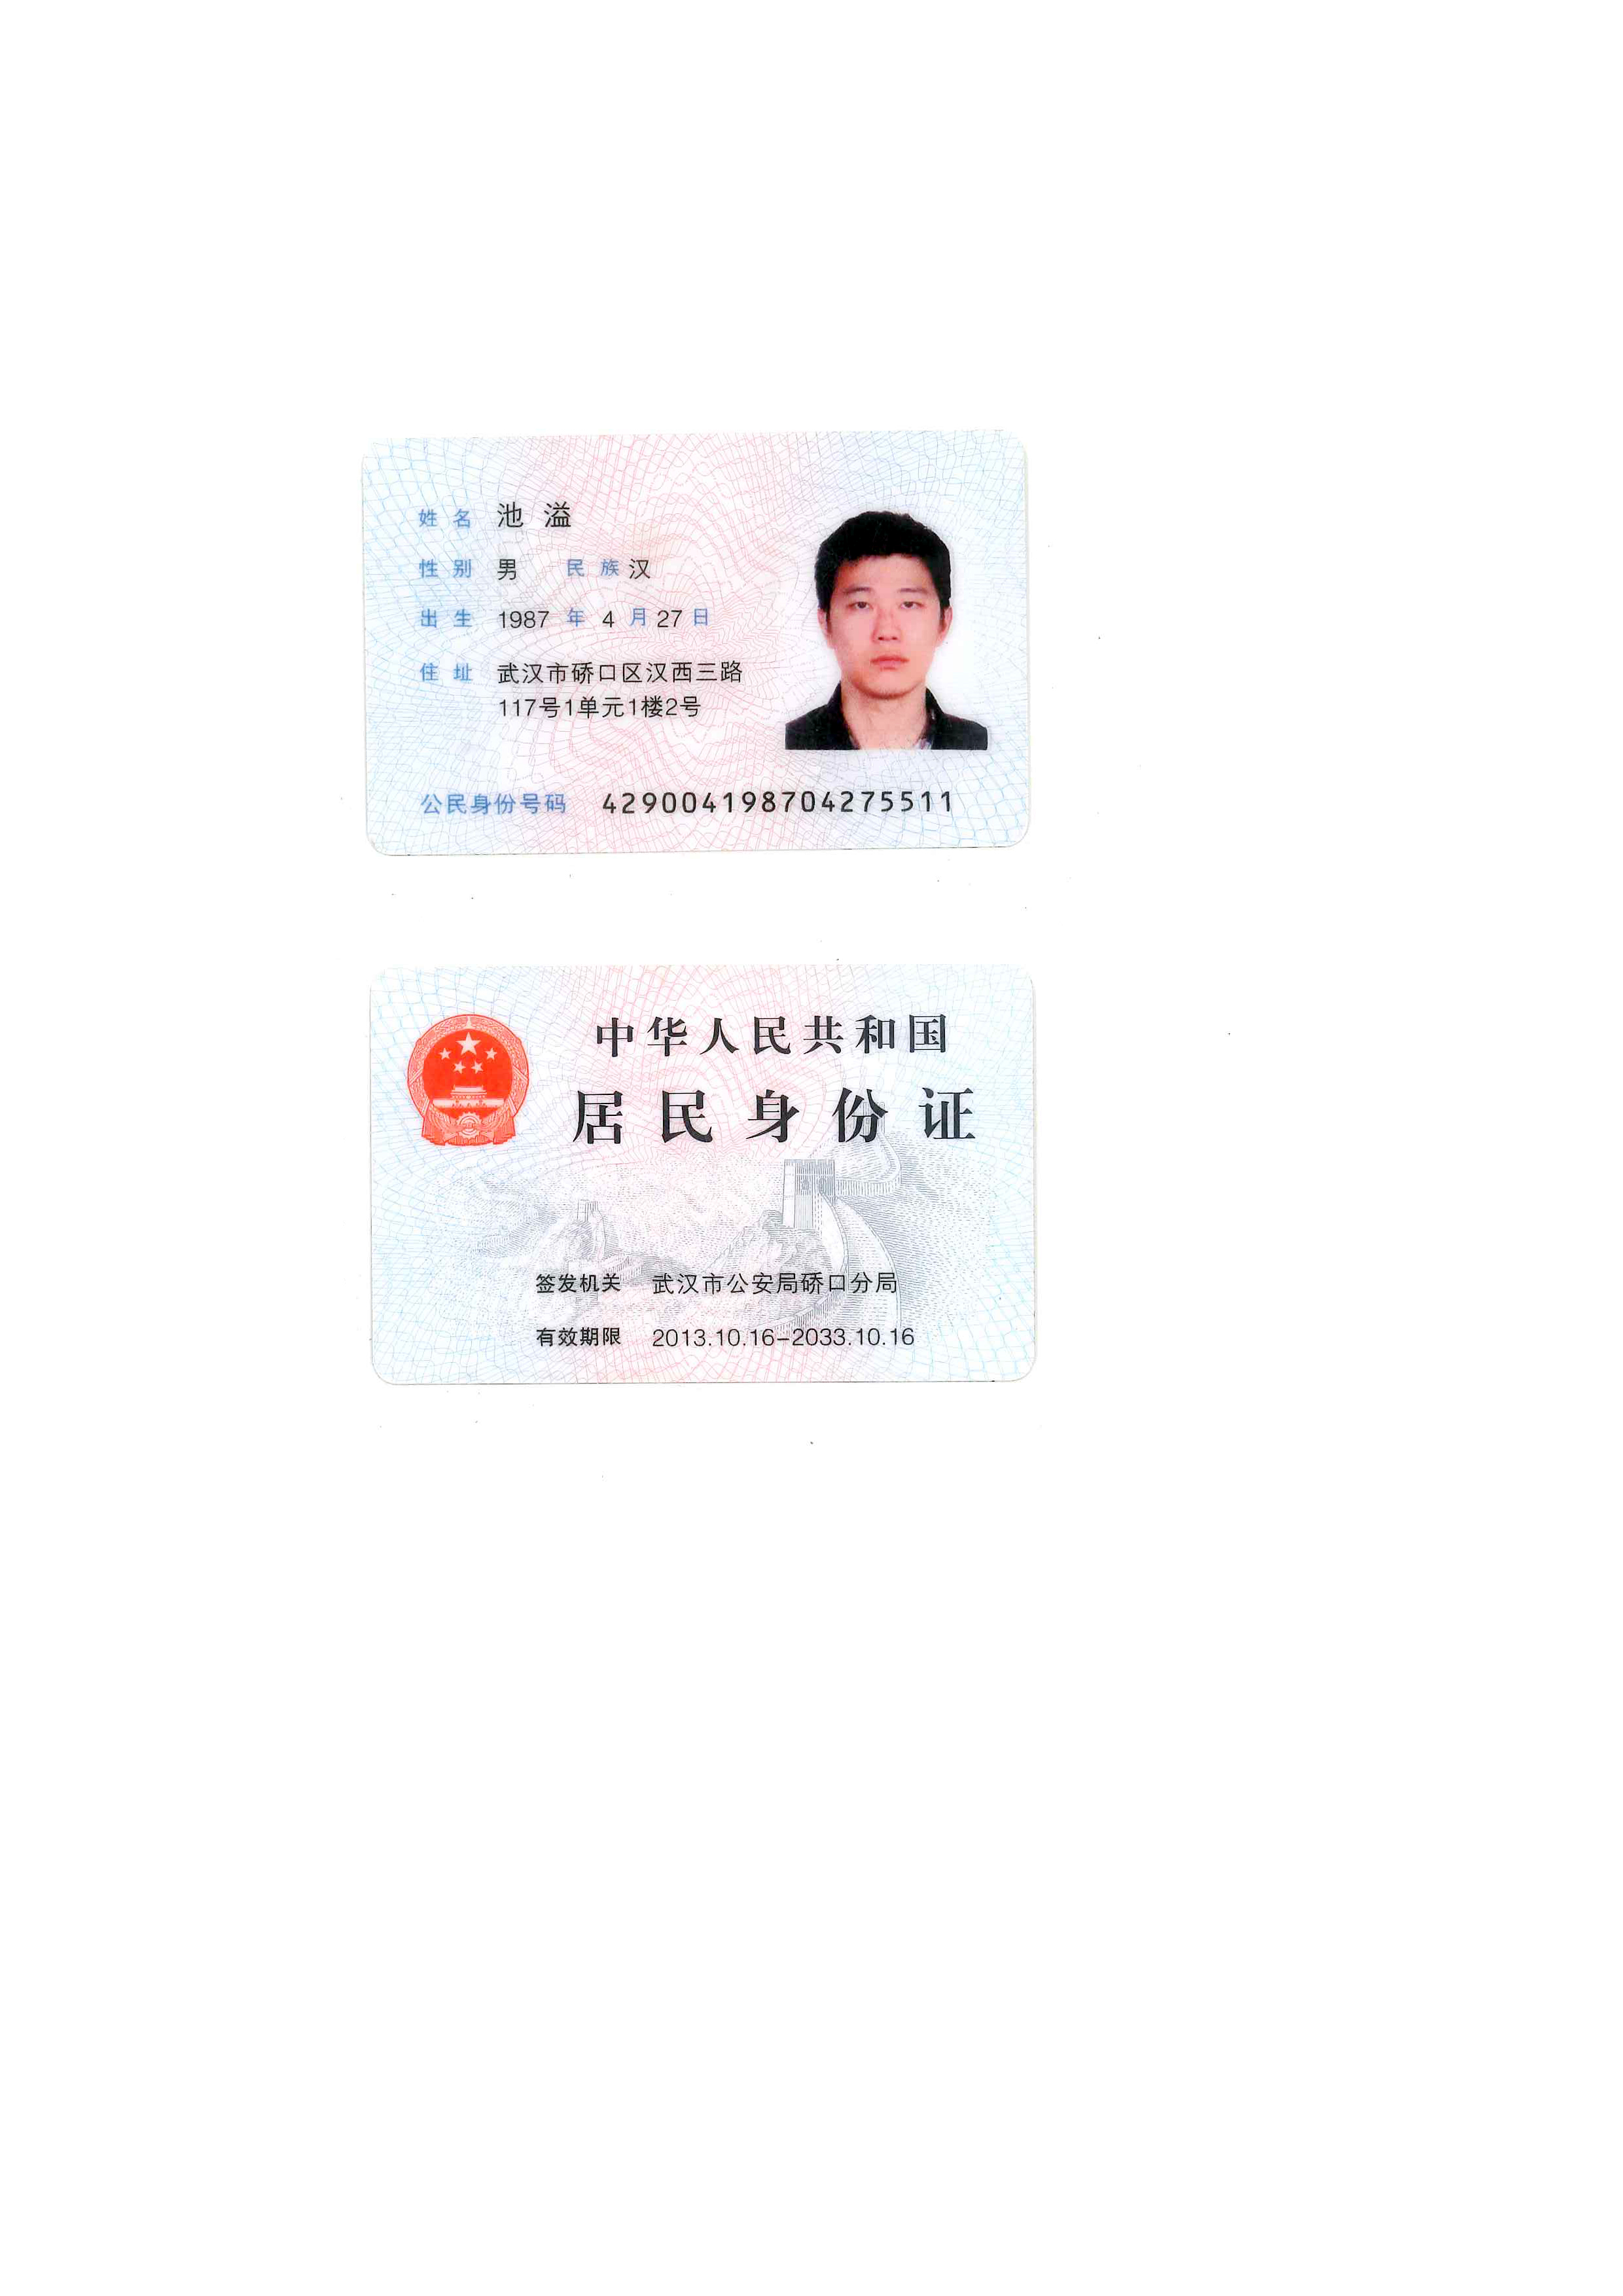 姓名 池溢
性别 男 民族 汉
出生 1987 年 4 月 27 日
住址 武汉市硚口区汉西三路
117号1单元1楼2号
公民身份号码 429004198704275511
中华人民共和国
居民身份证
签发机关 武汉市公安局硚口分局
有效期限 2013.10.16-2033.10.16